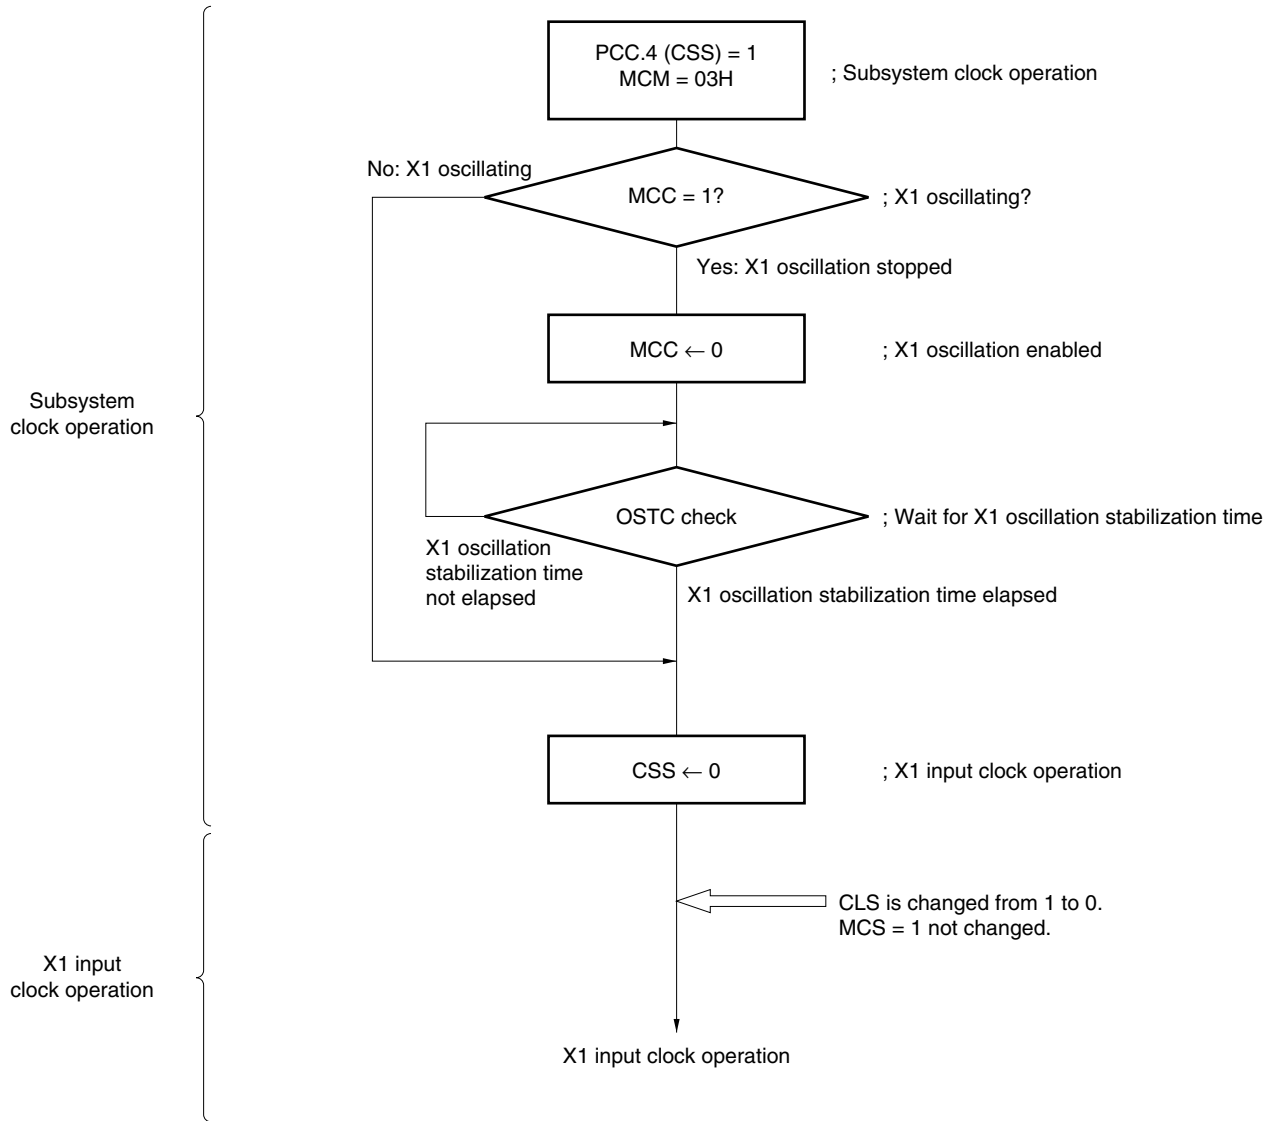 PCC.4 (CSS) = 1
MCM = 03H
; Subsystem clock operation
No: X1 oscillating
MCC = 1?
; X1 oscillating?
Yes: X1 oscillation stopped
MCC ← 0
; X1 oscillation enabled
Subsystem
clock operation
OSTC check
; Wait for X1 oscillation stabilization time
X1 oscillation
stabilization time
not elapsed
X1 oscillation stabilization time elapsed
CSS ← 0
; X1 input clock operation
CLS is changed from 1 to 0.
MCS = 1 not changed.
X1 input
clock operation
X1 input clock operation